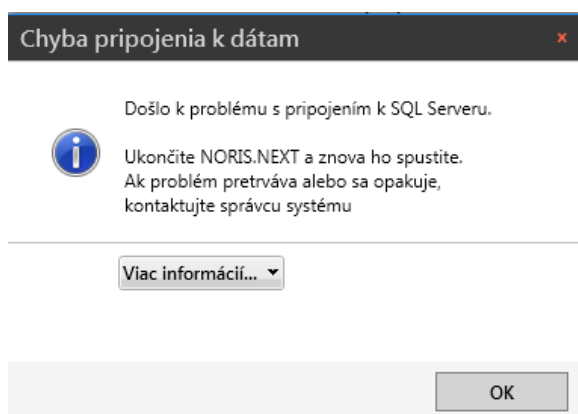 Chyba pripojenia k dátam
Došlo k problému s pripojením k SQL Serveru.
Ukončite NORIS.NEXT a znova ho spustite.
Ak problém pretrváva alebo sa opakuje,
kontaktujte správcu systému
Viac informácií...
OK